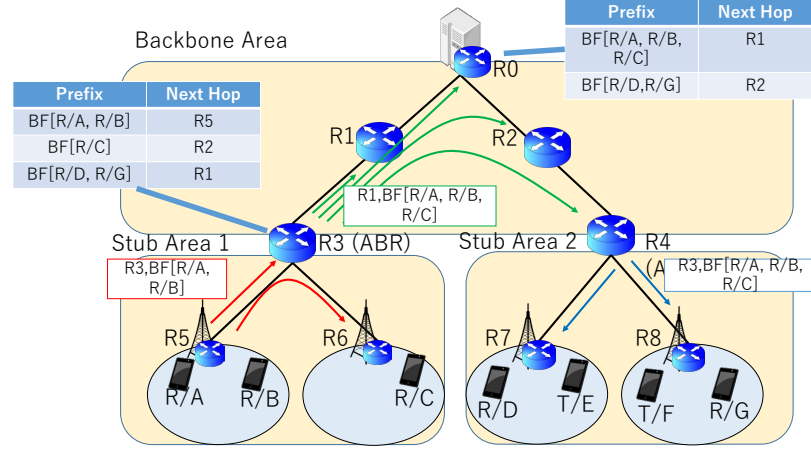 Backbone Area
Prefix Next Hop
BF[R/A, R/B, R/C] R1
BF[R/D,R/G] R2
R0
Prefix Next Hop
BF[R/A, R/B] R5
BF[R/C] R2
BF[R/D, R/G] R1
R1
R2
R1,BF[R/A, R/B,
R/C]
Stub Area 1
R3 (ABR)
Stub Area 2
R4
(A
R3,BF[R/A,
R/B]
R3,BF[R/A, R/B,
R/C]
R5
R6
R7
R8
R/A
R/B
R/C
R/D
T/E
T/F
R/G